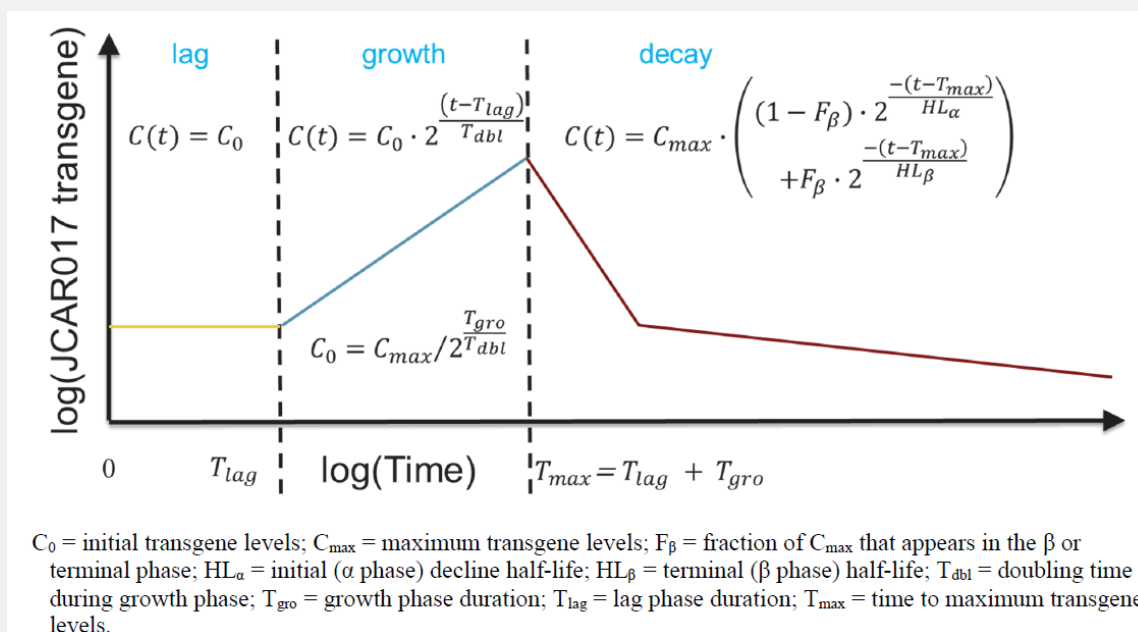 log(JCAR017 transgene)
lag
growth
decay
C(t) = C₀
C(t) = C₀ · 2^((t−T_lag)/T_dbl)
C(t) = C_max · ( (1 − F_β) · 2^(−(t−T_max)/HL_α)
+F_β · 2^(−(t−T_max)/HL_β) )
C₀ = C_max/2^(T_gro/T_dbl)
0
T_lag
log(Time)
T_max = T_lag + T_gro
C₀ = initial transgene levels; C_max = maximum transgene levels; F_β = fraction of C_max that appears in the β or
terminal phase; HL_α = initial (α phase) decline half-life; HL_β = terminal (β phase) half-life; T_dbl = doubling time
during growth phase; T_gro = growth phase duration; T_lag = lag phase duration; T_max = time to maximum transgene
levels.